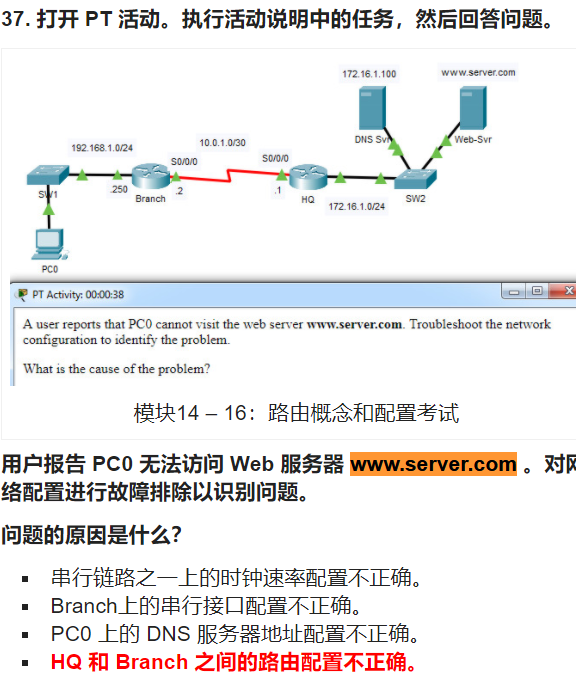 37. 打开 PT 活动。执行活动说明中的任务，然后回答问题。
172.16.1.100
www.server.com
DNS Svr
Web-Svr
192.168.1.0/24
10.0.1.0/30
S0/0/0
S0/0/0
SW1
.250
Branch
.2
.1
HQ
172.16.1.0/24
SW2
PC0
PT Activity: 00:00:38
A user reports that PC0 cannot visit the web server www.server.com. Troubleshoot the network
configuration to identify the problem.
What is the cause of the problem?
模块14 – 16：路由概念和配置考试
用户报告 PC0 无法访问 Web 服务器 www.server.com 。对网
络配置进行故障排除以识别问题。
问题的原因是什么？
▪ 串行链路之一上的时钟速率配置不正确。
▪ Branch上的串行接口配置不正确。
▪ PC0 上的 DNS 服务器地址配置不正确。
▪ HQ 和 Branch 之间的路由配置不正确。